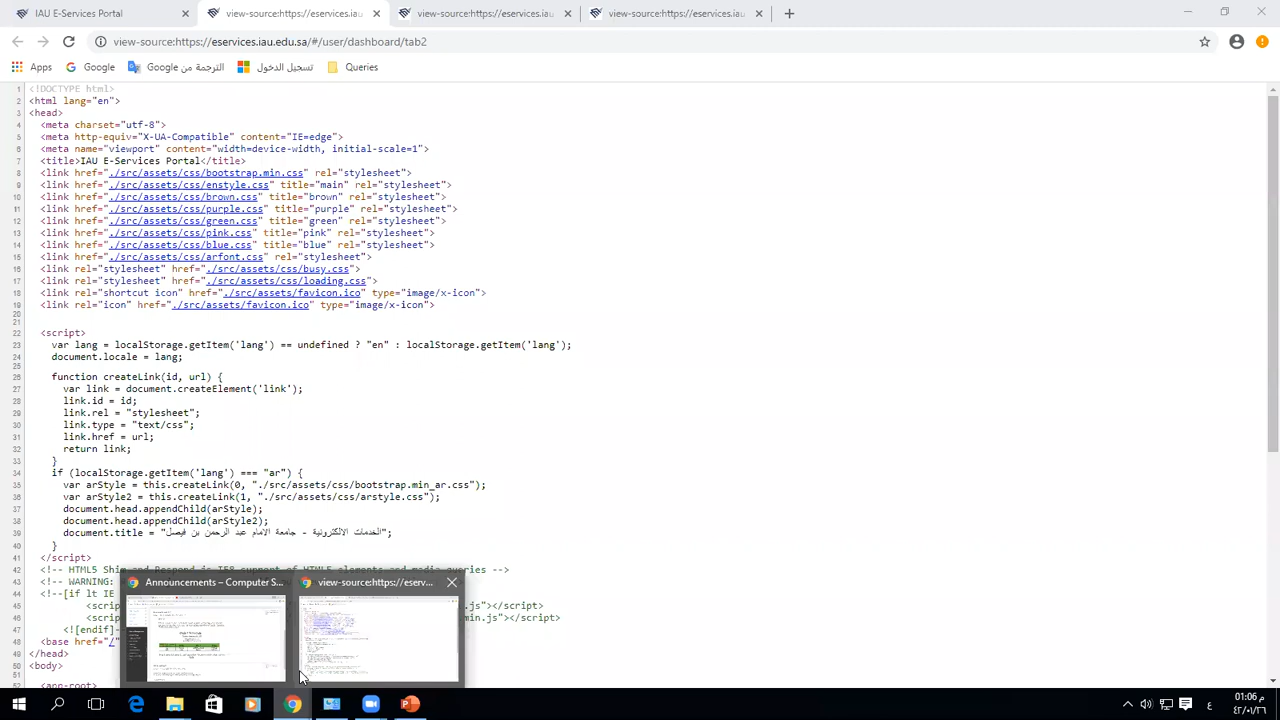 IAU E-Services Portal
view-source:https://eservices.iau
view-source:https://eservices.iau
view-source:https://eservices.iau
view-source:https://eservices.iau.edu.sa/#/user/dashboard/tab2
Apps
Google
الترجمة من Google
تسجيل الدخول
Queries
1 <!DOCTYPE html>
2 <html lang="en">
3 <head>
4 <meta charset="utf-8">
5 <meta http-equiv="X-UA-Compatible" content="IE=edge">
6 <meta name="viewport" content="width=device-width, initial-scale=1">
7 <title>IAU E-Services Portal</title>
8 <link href="./src/assets/css/bootstrap.min.css" rel="stylesheet">
9 <link href="./src/assets/css/enstyle.css" title="main" rel="stylesheet">
10 <link href="./src/assets/css/brown.css" title="brown" rel="stylesheet">
11 <link href="./src/assets/css/purple.css" title="purple" rel="stylesheet">
12 <link href="./src/assets/css/green.css" title="green" rel="stylesheet">
13 <link href="./src/assets/css/pink.css" title="pink" rel="stylesheet">
14 <link href="./src/assets/css/blue.css" title="blue" rel="stylesheet">
15 <link href="./src/assets/css/arfont.css" rel="stylesheet">
16 <link rel="stylesheet" href="./src/assets/css/busy.css">
17 <link rel="stylesheet" href="./src/assets/css/loading.css">
18 <link rel="shortcut icon" href="./src/assets/favicon.ico" type="image/x-icon">
19 <link rel="icon" href="./src/assets/favicon.ico" type="image/x-icon">
20
21
22 <script>
23 var lang = localStorage.getItem('lang') == undefined ? "en" : localStorage.getItem('lang');
24 document.locale = lang;
25
26 function createLink(id, url) {
27 var link = document.createElement('link');
28 link.id = id;
29 link.rel = "stylesheet";
30 link.type = "text/css";
31 link.href = url;
32 return link;
33 }
34 if (localStorage.getItem('lang') === "ar") {
35 var arStyle = this.createLink(0, "./src/assets/css/bootstrap.min_ar.css");
36 var arStyle2 = this.createLink(1, "./src/assets/css/arstyle.css");
37 document.head.appendChild(arStyle);
38 document.head.appendChild(arStyle2);
39 document.title = "الخدمات الالكترونية - جامعة الامام عبد الرحمن بن فيصل";
40 }
41 </script>
42 <!-- HTML5 Shim and Respond.js IE8 support of HTML5 elements and media queries -->
43 <!-- WARNING:
44 <!--[if lt IE
45 <script js"></script>
46 <script ></script>
47 <![endif]
48
49 </head>
50 <body>
51
52 <app-root>
Announcements – Computer S...
view-source:https://eserv...
ع
01:06 م
٤٢/٠١/٢٦